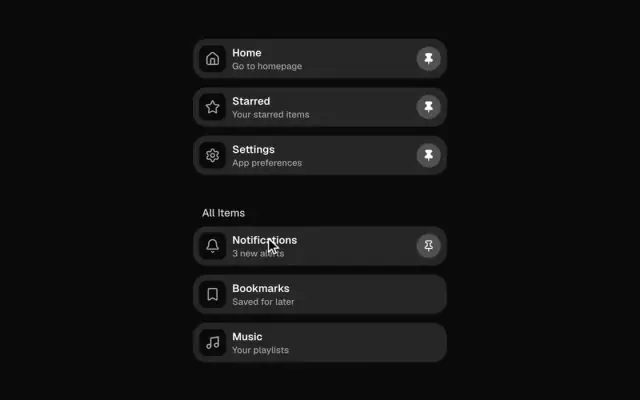 Home
Go to homepage
Starred
Your starred items
Settings
App preferences
All Items
Notifications
3 new alerts
Bookmarks
Saved for later
Music
Your playlists